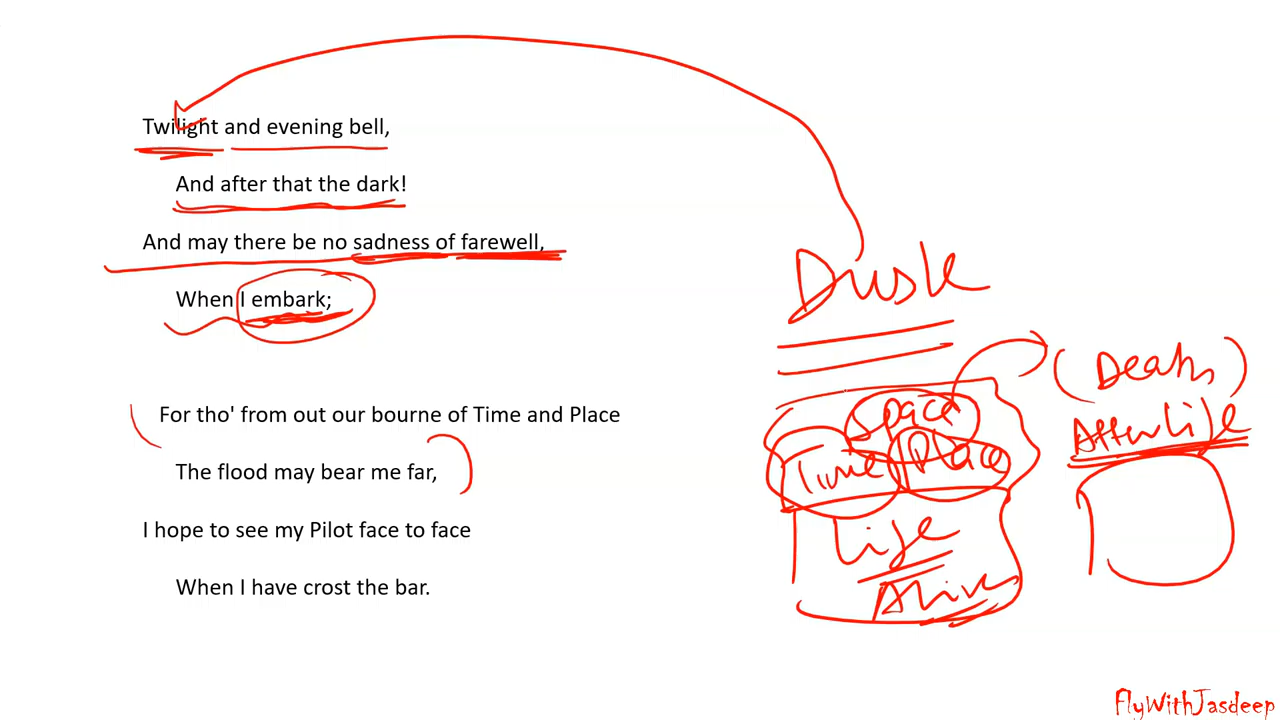 Twilight and evening bell,
And after that the dark!
And may there be no sadness of farewell,
When I embark;
For tho' from out our bourne of Time and Place
The flood may bear me far,
I hope to see my Pilot face to face
When I have crost the bar.
Dusk
(Death)
Space
Afterlife
Time Place
Life
Alive
FlyWithJasdeep